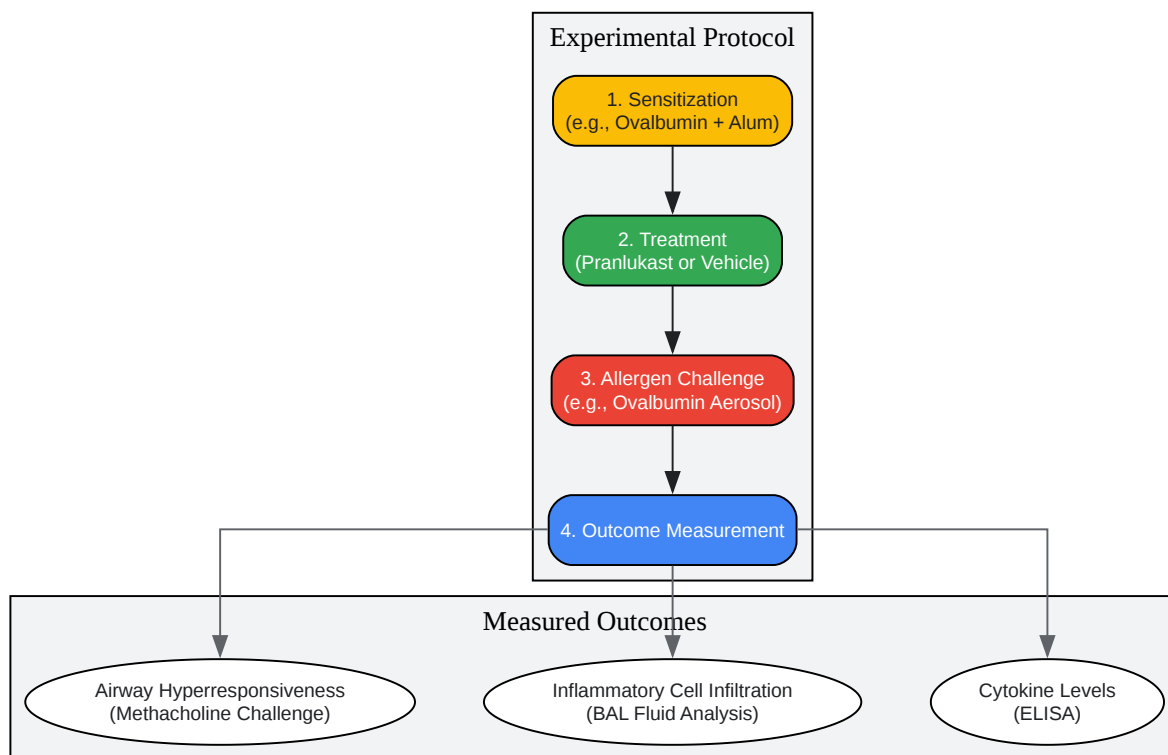 Experimental Protocol
1. Sensitization
(e.g., Ovalbumin + Alum)
2. Treatment
(Pranlukast or Vehicle)
3. Allergen Challenge
(e.g., Ovalbumin Aerosol)
4. Outcome Measurement
Measured Outcomes
Airway Hyperresponsiveness
(Methacholine Challenge)
Inflammatory Cell Infiltration
(BAL Fluid Analysis)
Cytokine Levels
(ELISA)